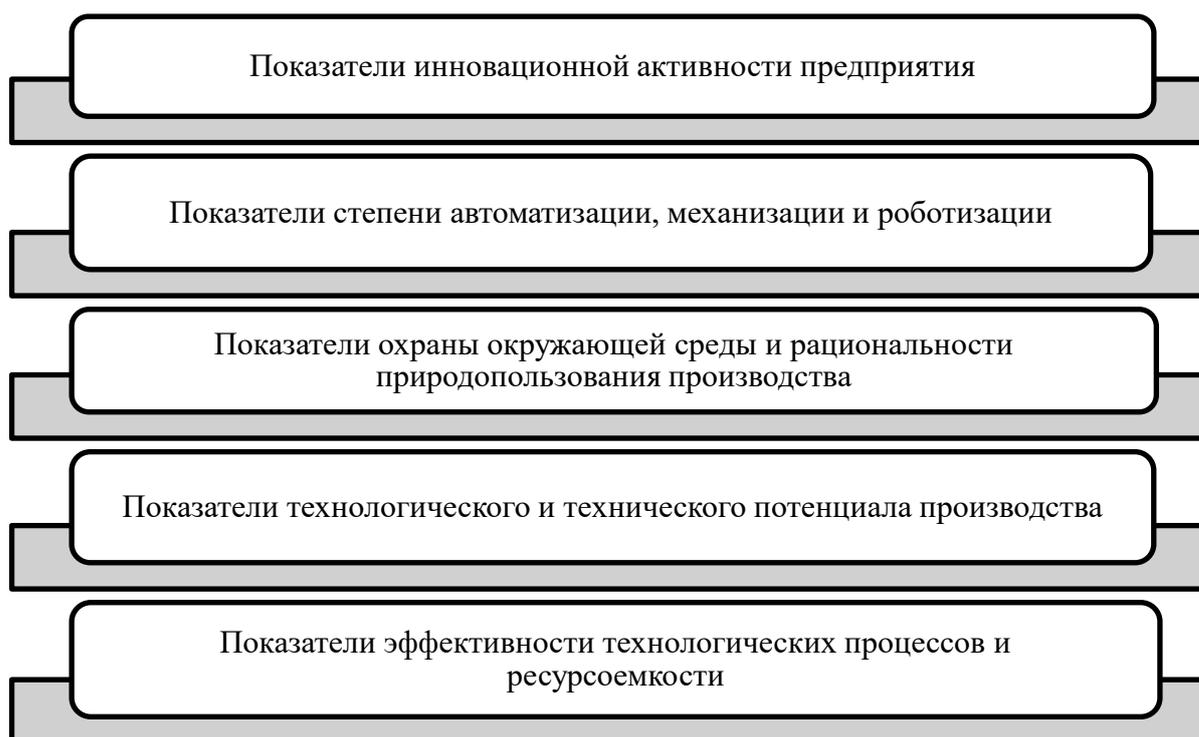 Показатели инновационной активности предприятия
Показатели степени автоматизации, механизации и роботизации
Показатели охраны окружающей среды и рациональности
природопользования производства
Показатели технологического и технического потенциала производства
Показатели эффективности технологических процессов и
ресурсоемкости